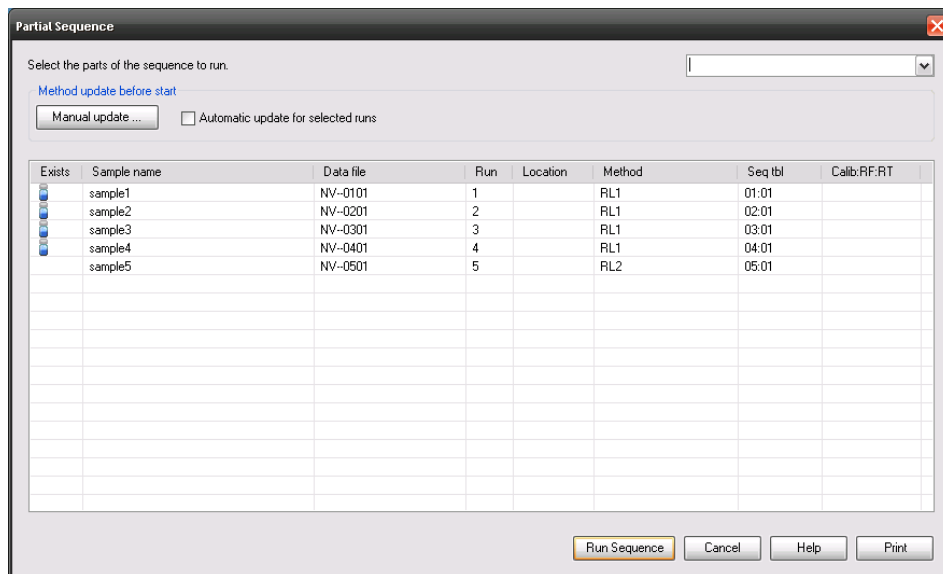 Partial Sequence
Select the parts of the sequence to run.
Method update before start
Manual update ... Automatic update for selected runs
Exists Sample name Data file Run Location Method Seq tbl Calib:RF:RT
sample1 NV--0101 1 RL1 01:01
sample2 NV--0201 2 RL1 02:01
sample3 NV--0301 3 RL1 03:01
sample4 NV--0401 4 RL1 04:01
sample5 NV--0501 5 RL2 05:01
Run Sequence Cancel Help Print